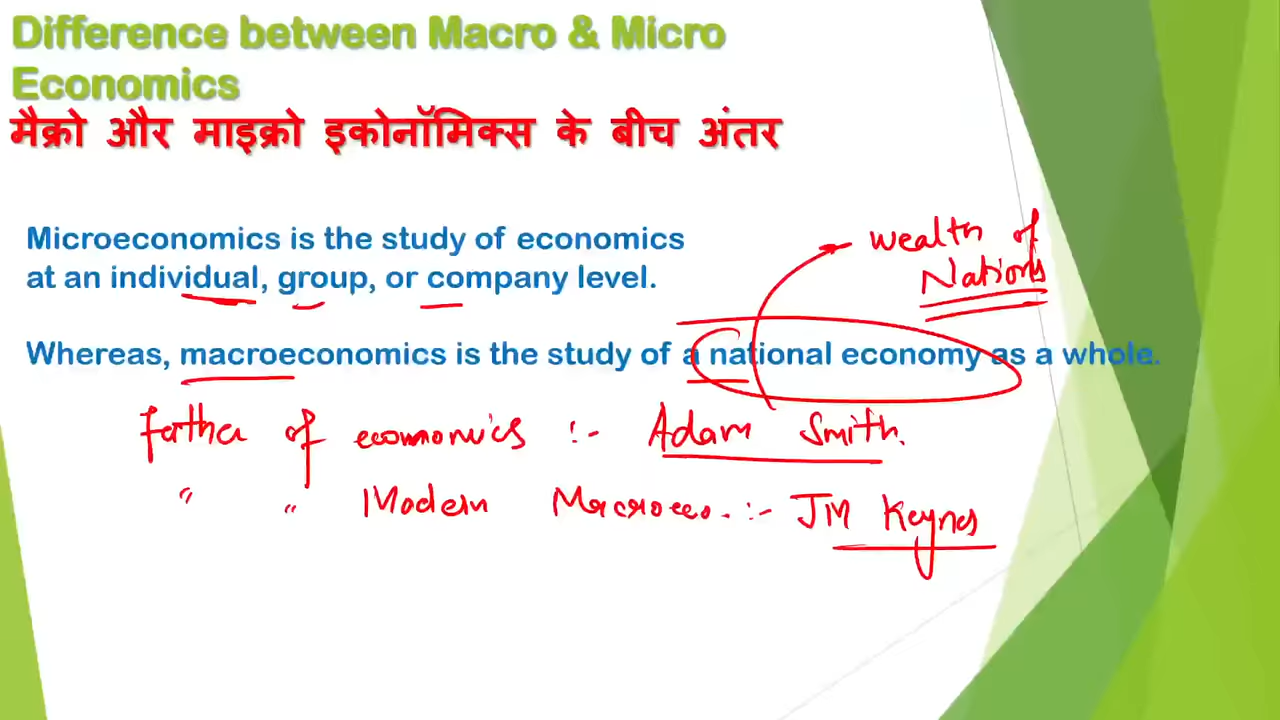 Difference between Macro & Micro
Economics
मैक्रो और माइक्रो इकोनॉमिक्स के बीच अंतर
Microeconomics is the study of economics
at an individual, group, or company level.
wealth of
Nations
Whereas, macroeconomics is the study of a national economy as a whole.
father of economics :- Adam Smith.
" " Modern Macroeco. :- JM Keynes